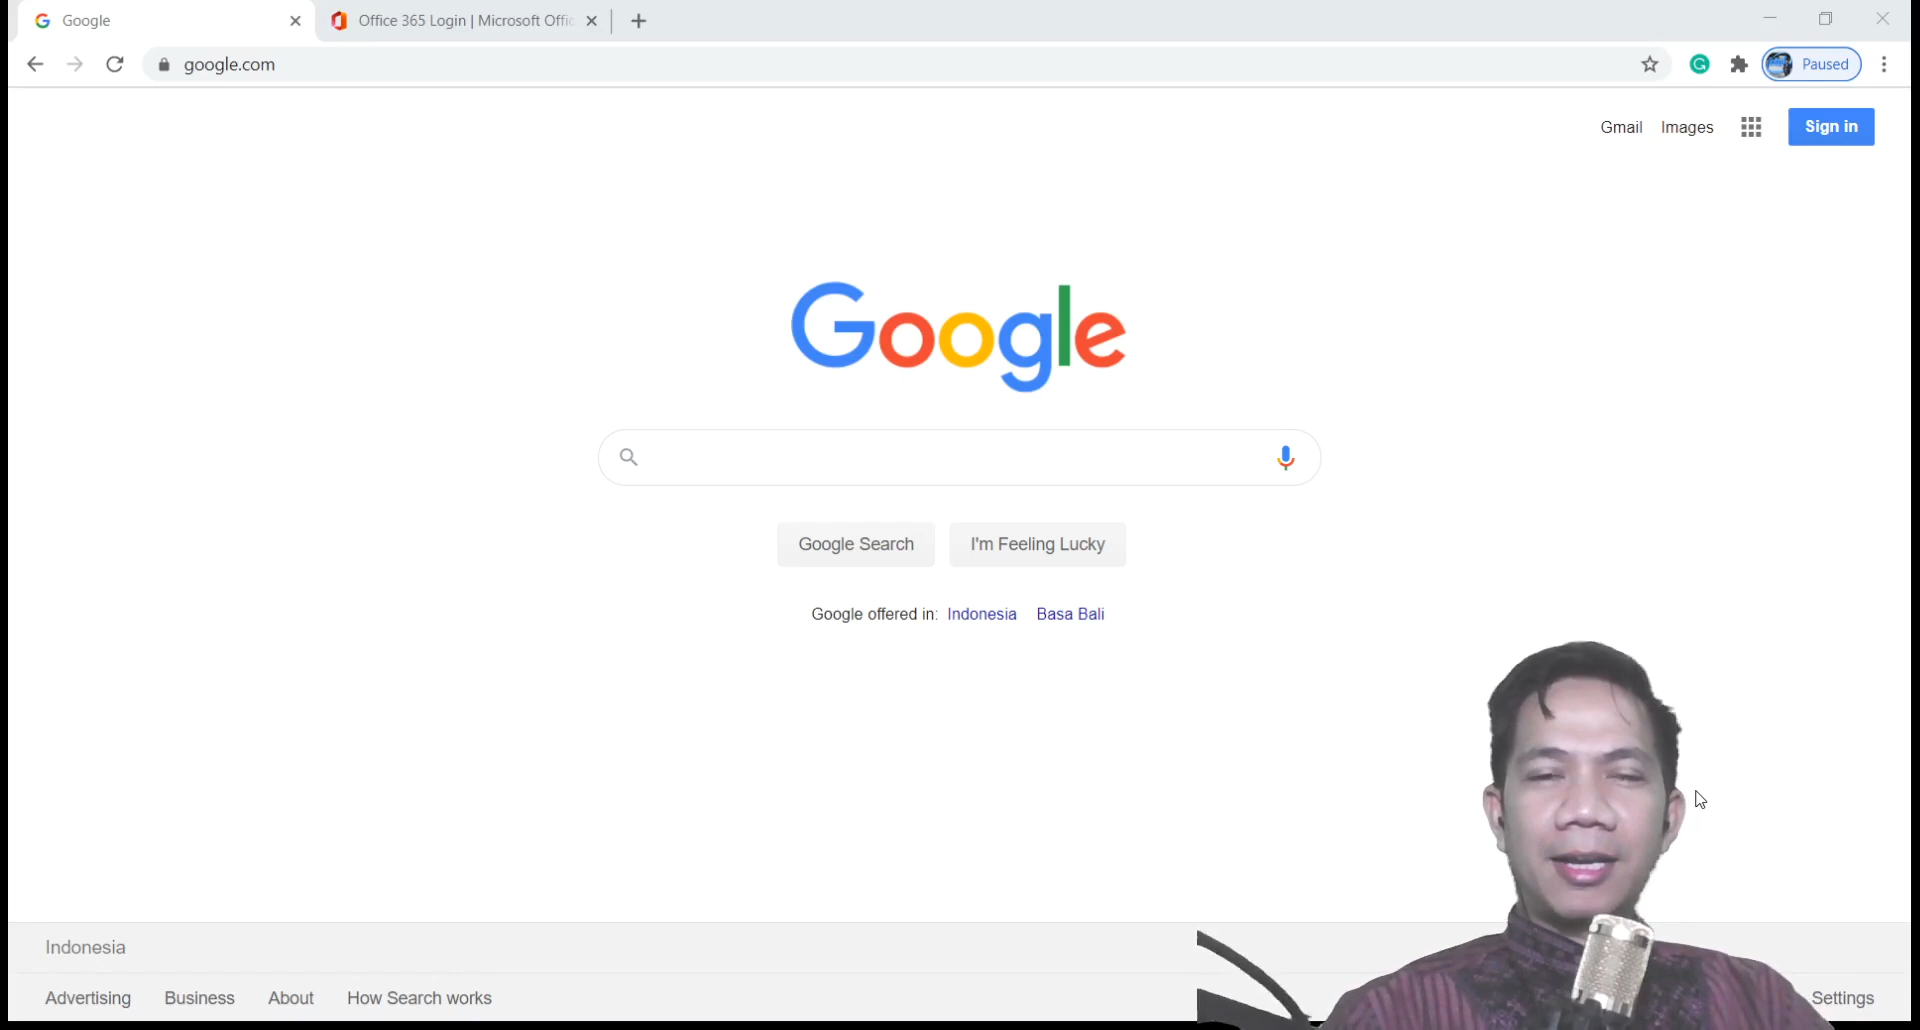 Google
Office 365 Login | Microsoft Offic
google.com
Paused
Gmail Images
Sign in
Google
Google Search
I'm Feeling Lucky
Google offered in: Indonesia Basa Bali
Indonesia
Advertising Business About How Search works
Settings